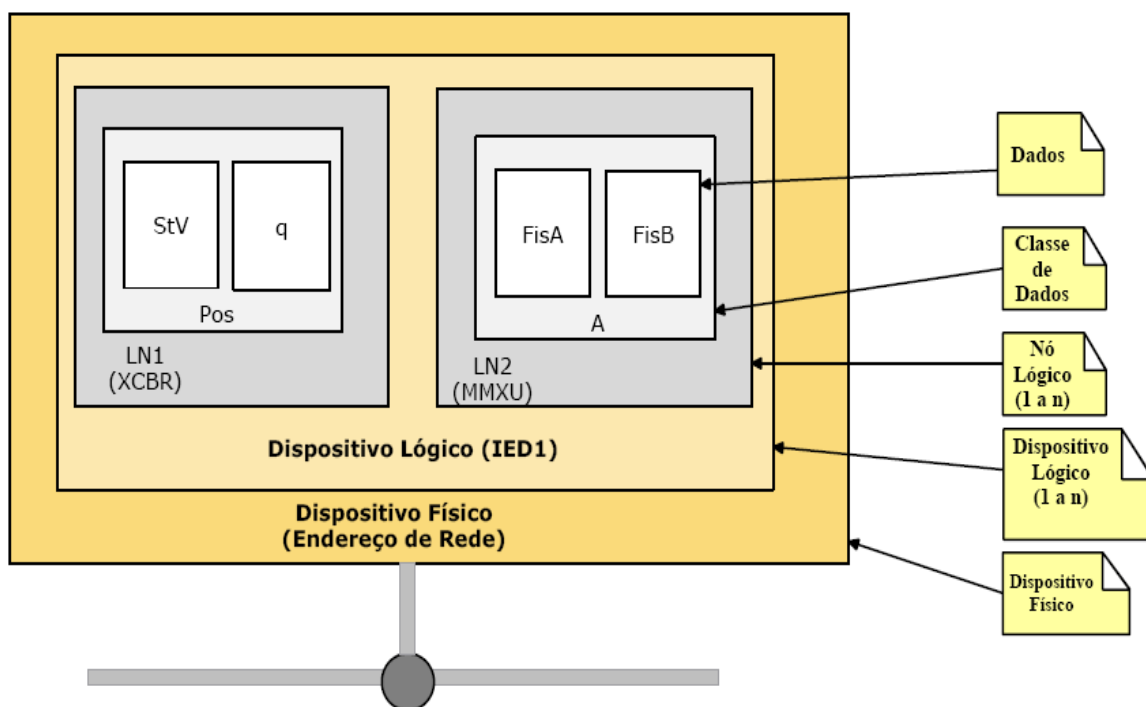 StV
q
Pos
LN1
(XCBR)
FisA
FisB
A
LN2
(MMXU)
Dispositivo Lógico (IED1)
Dispositivo Físico
(Endereço de Rede)
Dados
Classe
de
Dados
Nó
Lógico
(1 a n)
Dispositivo
Lógico
(1 a n)
Dispositivo
Físico